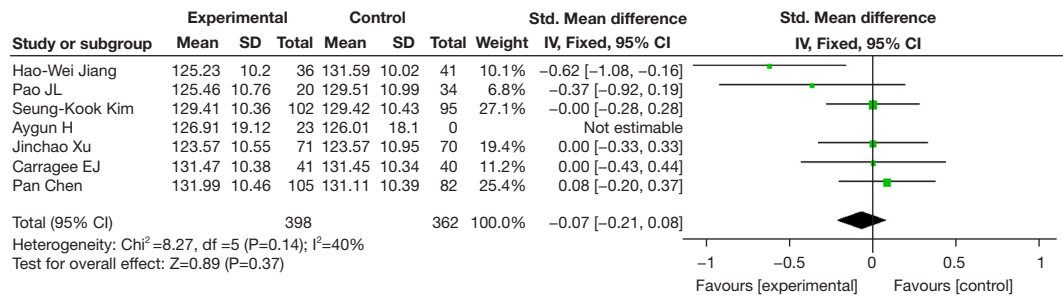 Experimental Control Std. Mean difference Std. Mean difference
Study or subgroup Mean SD Total Mean SD Total Weight IV, Fixed, 95% CI IV, Fixed, 95% CI
Hao-Wei Jiang 125.23 10.2 36 131.59 10.02 41 10.1% −0.62 [−1.08, −0.16]
Pao JL 125.46 10.76 20 129.51 10.99 34 6.8% −0.37 [−0.92, 0.19]
Seung-Kook Kim 129.41 10.36 102 129.42 10.43 95 27.1% −0.00 [−0.28, 0.28]
Aygun H 126.91 19.12 23 126.01 18.1 0 Not estimable
Jinchao Xu 123.57 10.55 71 123.57 10.95 70 19.4% 0.00 [−0.33, 0.33]
Carragee EJ 131.47 10.38 41 131.45 10.34 40 11.2% 0.00 [−0.43, 0.44]
Pan Chen 131.99 10.46 105 131.11 10.39 82 25.4% 0.08 [−0.20, 0.37]
Total (95% CI) 398 362 100.0% −0.07 [−0.21, 0.08]
Heterogeneity: Chi²=8.27, df =5 (P=0.14); I²=40%
Test for overall effect: Z=0.89 (P=0.37)
−1 −0.5 0 0.5 1
Favours [experimental] Favours [control]